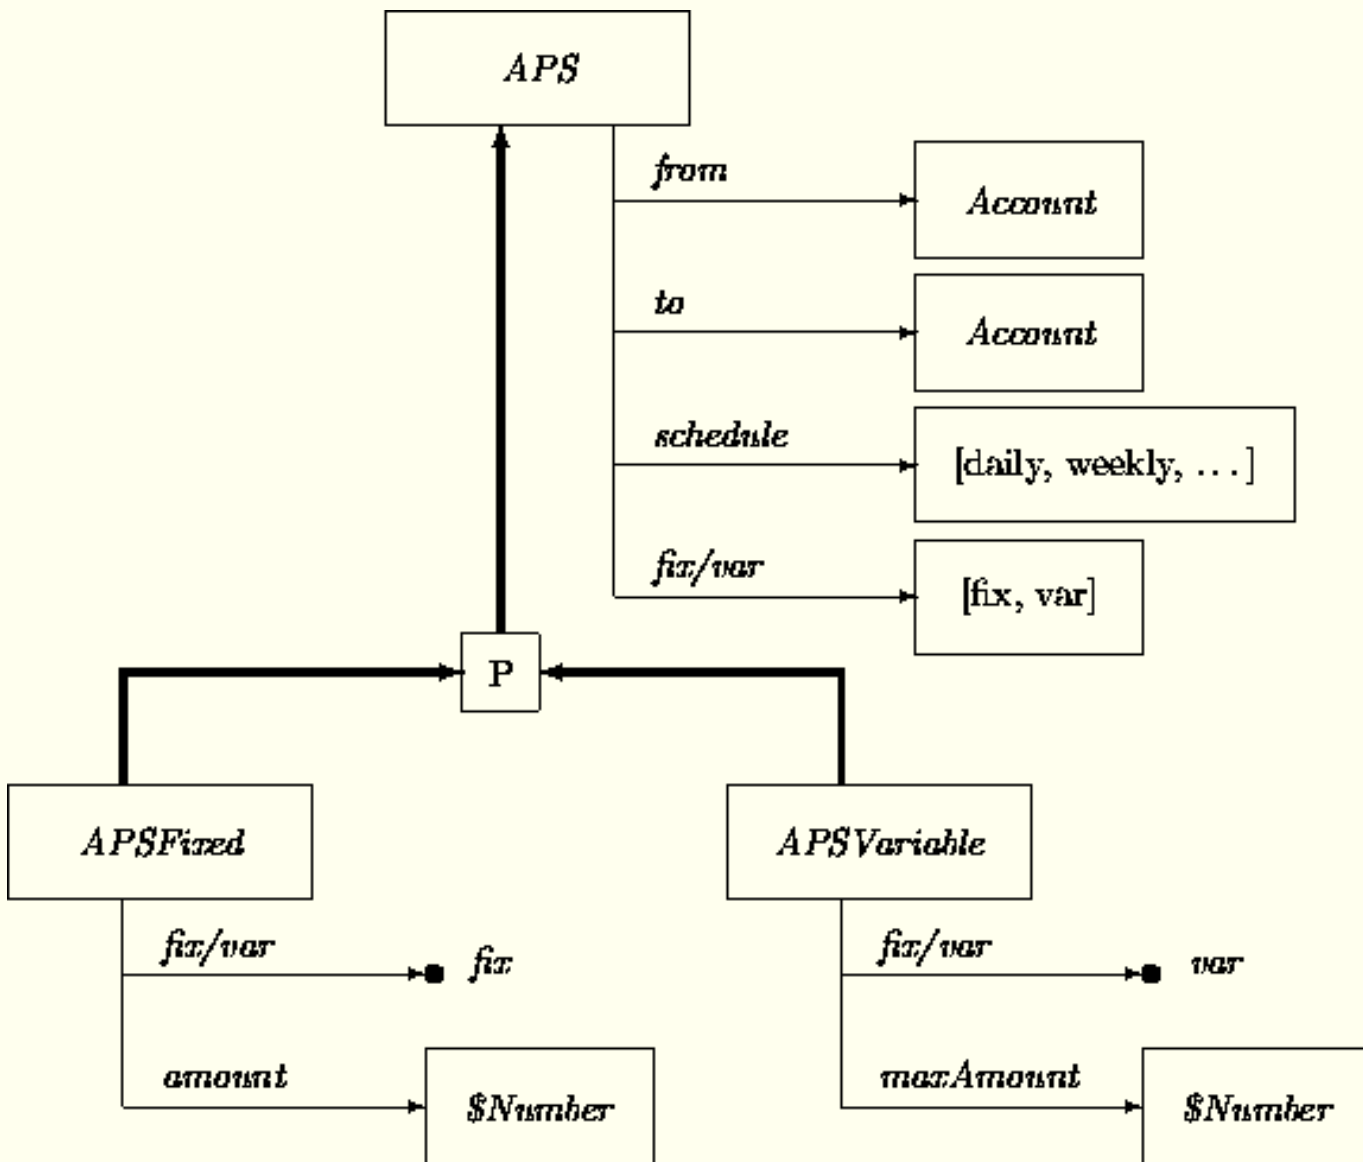 APS
from
Account
to
Account
schedule
[daily, weekly, ...]
fix/var
[fix, var]
P
APSFixed
APSVariable
fix/var
fix
fix/var
var
amount
$Number
maxAmount
$Number